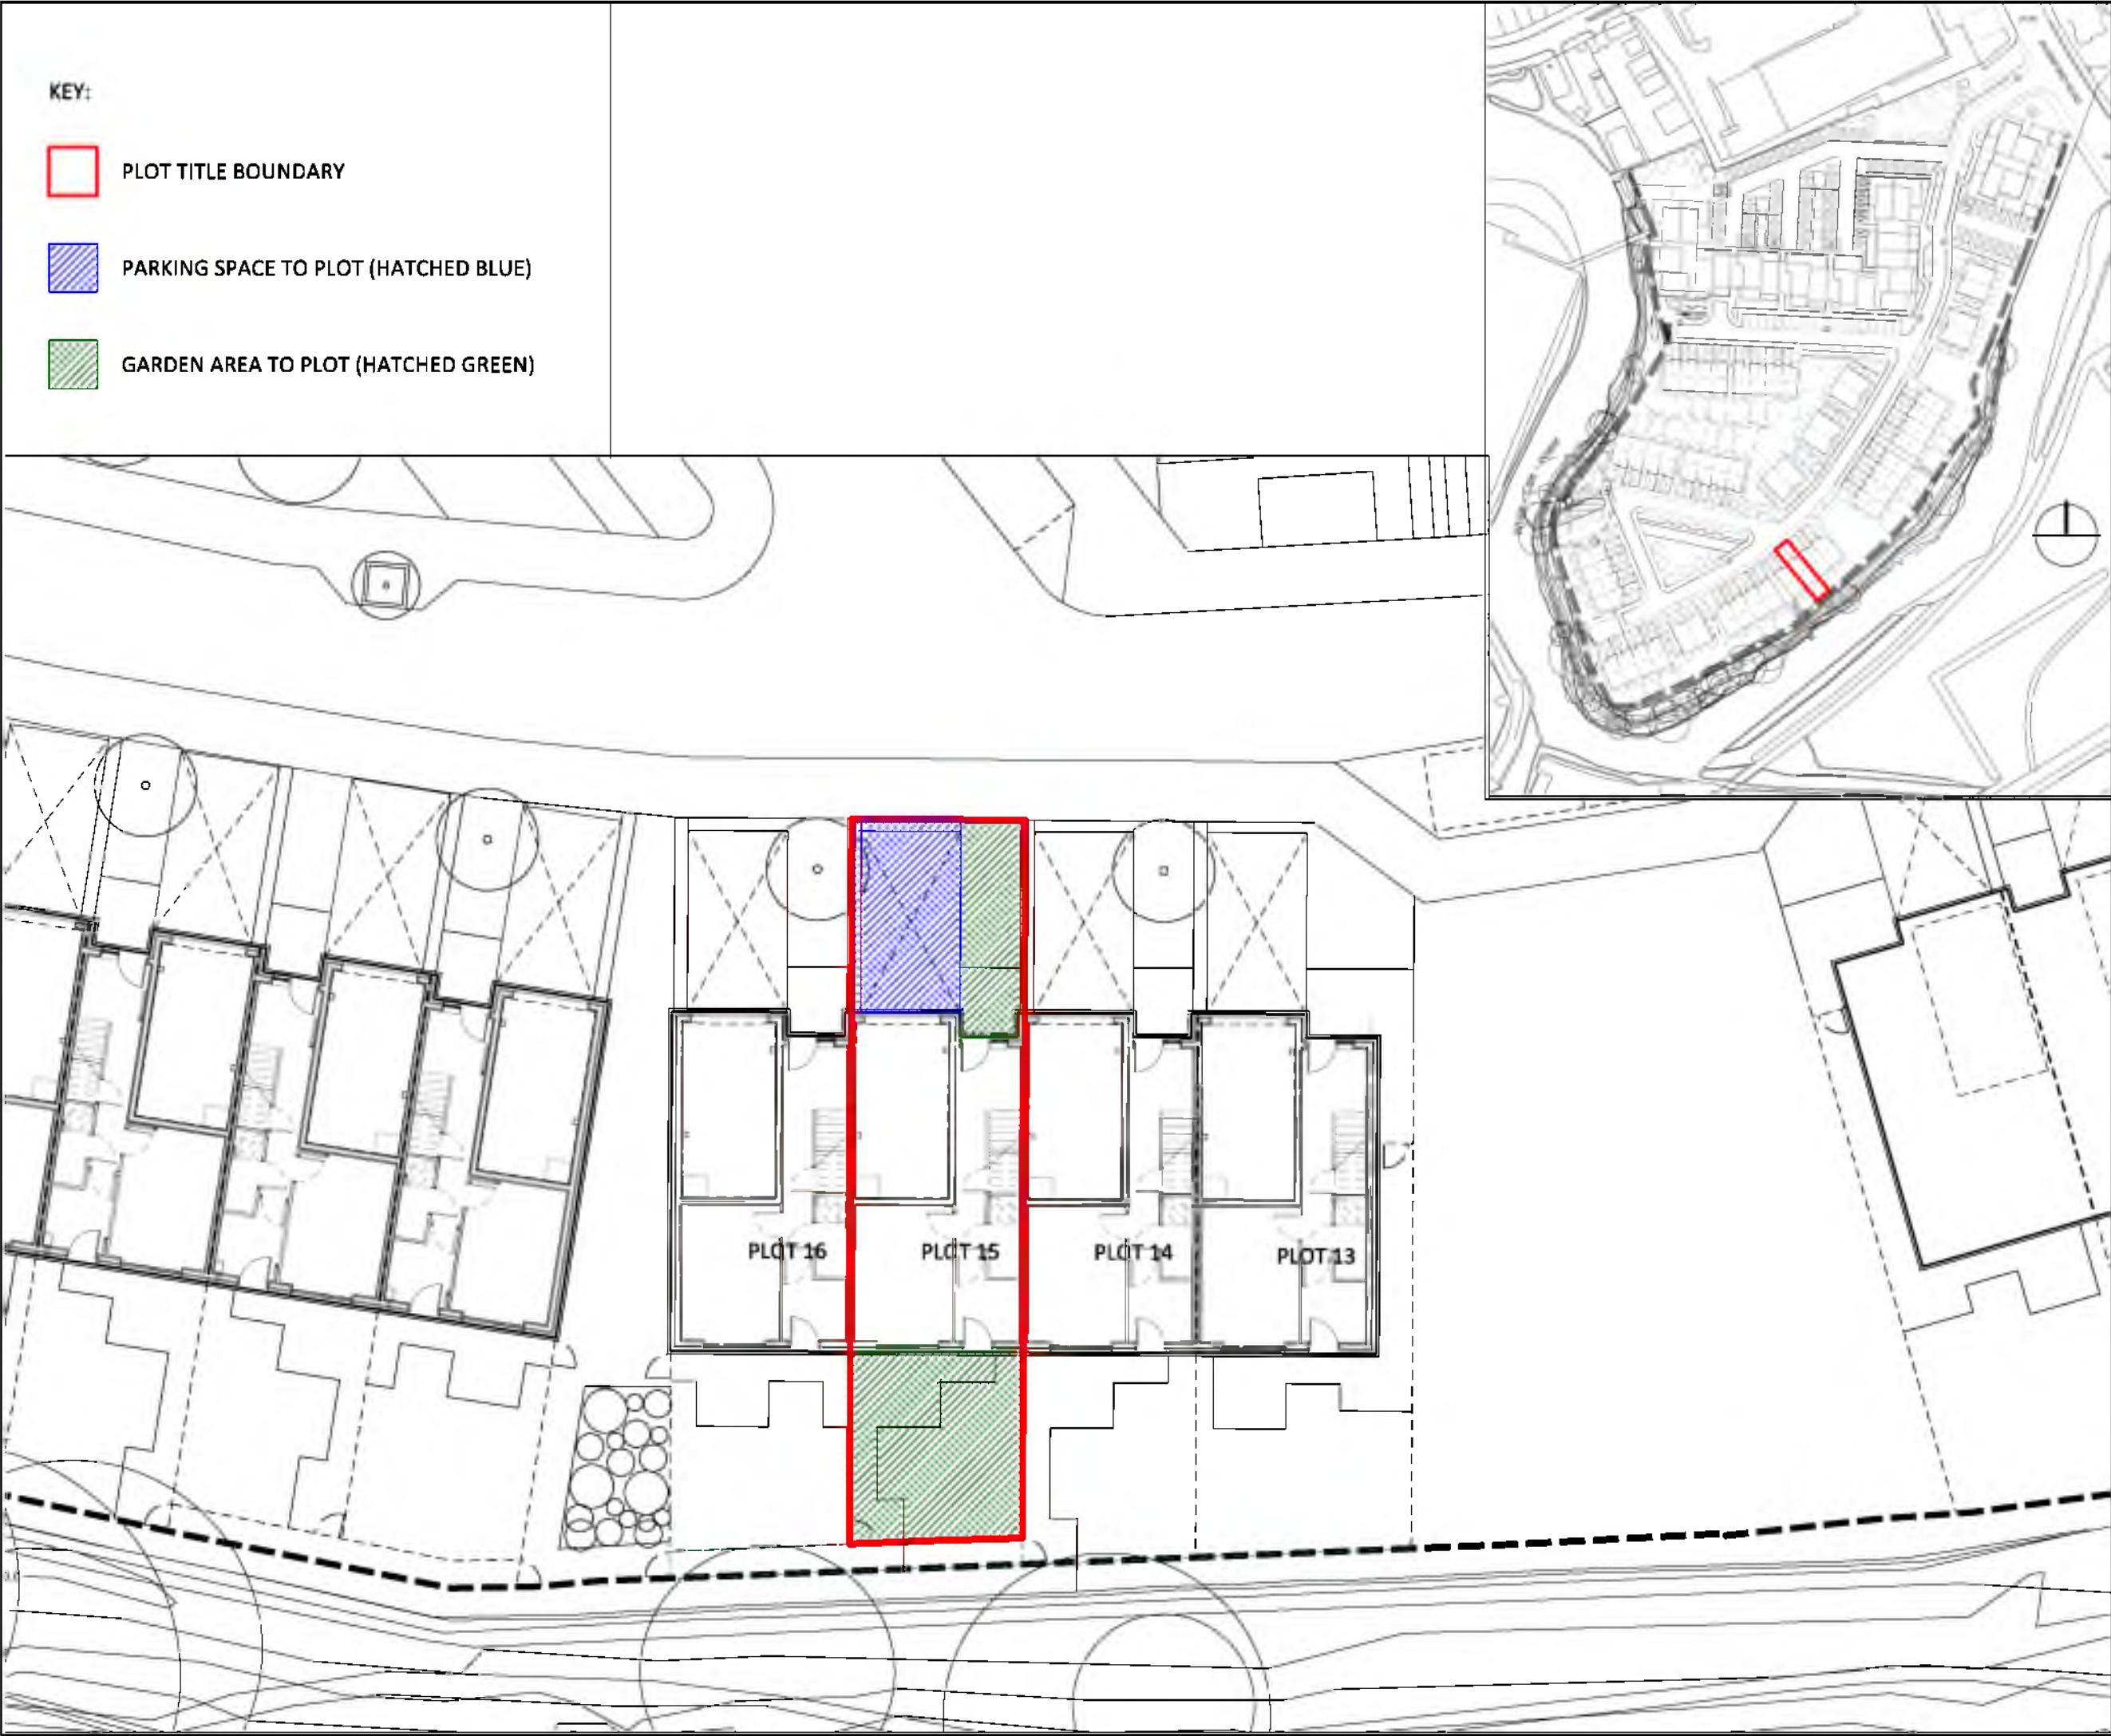 KEY:
PLOT TITLE BOUNDARY
PARKING SPACE TO PLOT (HATCHED BLUE)
GARDEN AREA TO PLOT (HATCHED GREEN)
PLOT 16
PLOT 15
PLOT 14
PLOT 13